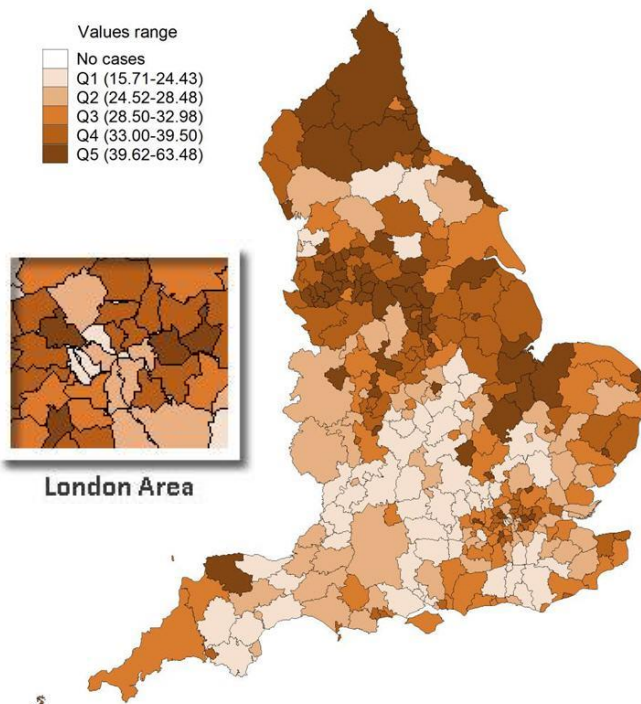 Values range
No cases
Q1 (15.71-24.43)
Q2 (24.52-28.48)
Q3 (28.50-32.98)
Q4 (33.00-39.50)
Q5 (39.62-63.48)
London Area